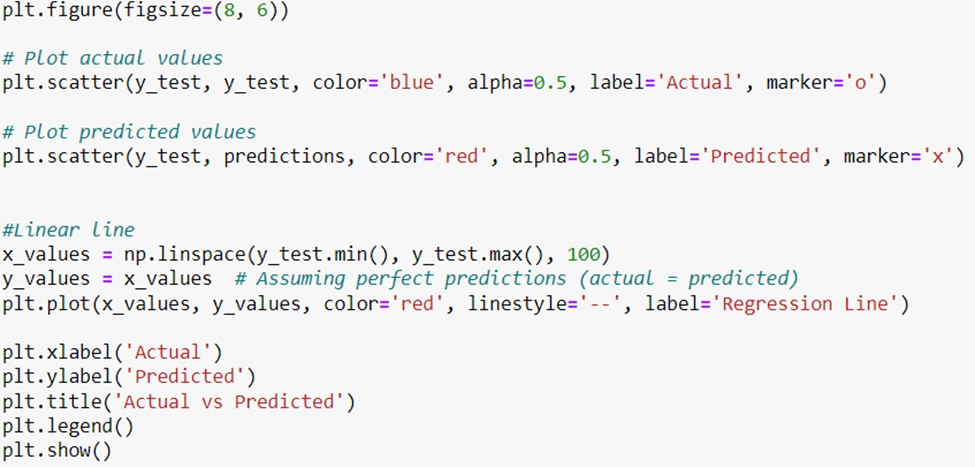 plt.figure(figsize=(8, 6))
# Plot actual values
plt.scatter(y_test, y_test, color='blue', alpha=0.5, label='Actual', marker='o')
# Plot predicted values
plt.scatter(y_test, predictions, color='red', alpha=0.5, label='Predicted', marker='x')
#Linear line
x_values = np.linspace(y_test.min(), y_test.max(), 100)
y_values = x_values  # Assuming perfect predictions (actual = predicted)
plt.plot(x_values, y_values, color='red', linestyle='--', label='Regression Line')
plt.xlabel('Actual')
plt.ylabel('Predicted')
plt.title('Actual vs Predicted')
plt.legend()
plt.show()